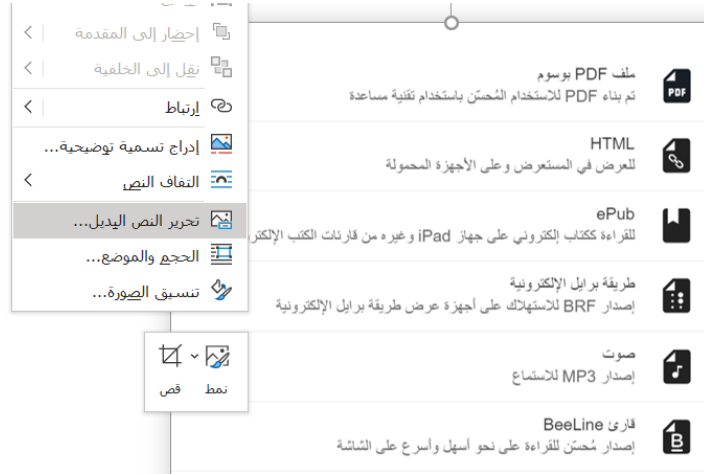 إحضار إلى المقدمة
نقل إلى الخلفية
ارتباط
إدراج تسمية توضيحية...
التفاف النص
تحرير النص البديل...
الحجم والموضع...
تنسيق الصورة...
نمط
قص
ملف PDF بوسوم
تم بناء PDF للاستخدام المُحسّن باستخدام تقنية مساعدة
HTML
للعرض في المستعرض وعلى الأجهزة المحمولة
ePub
للقراءة ككتاب إلكتروني على جهاز iPad وغيره من قارئات الكتب الإلكتر
طريقة برايل الإلكترونية
إصدار BRF للاستهلاك على أجهزة عرض طريقة برايل الإلكترونية
صوت
إصدار MP3 للاستماع
قارئ BeeLine
إصدار مُحسّن للقراءة على نحو أسهل وأسرع على الشاشة
PDF
B